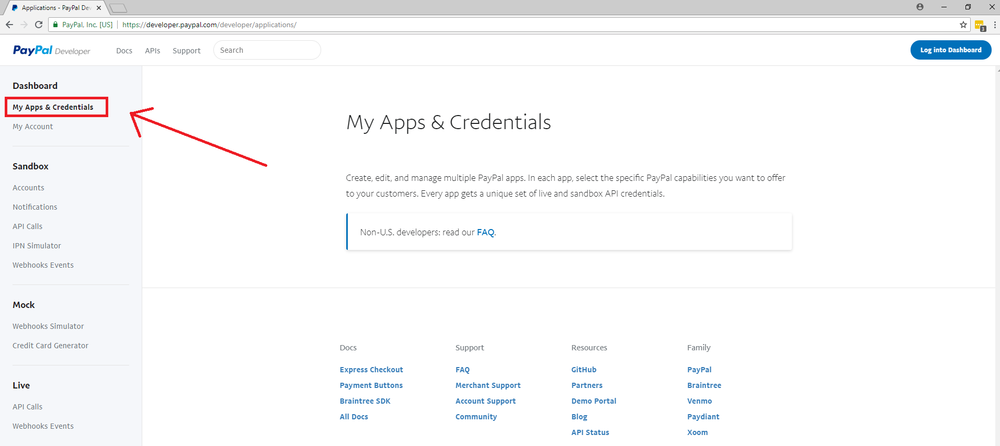 Applications - PayPal Dev
PayPal, Inc. [US] https://developer.paypal.com/developer/applications/
3
PayPal Developer
Docs
APIs
Support
Search
Log into Dashboard
Dashboard
My Apps & Credentials
My Account
Sandbox
Accounts
Notifications
API Calls
IPN Simulator
Webhooks Events
Mock
Webhooks Simulator
Credit Card Generator
Live
API Calls
Webhooks Events
My Apps & Credentials
Create, edit, and manage multiple PayPal apps. In each app, select the specific PayPal capabilities you want to offer
to your customers. Every app gets a unique set of live and sandbox API credentials.
Non-U.S. developers: read our FAQ.
Docs
Express Checkout
Payment Buttons
Braintree SDK
All Docs
Support
FAQ
Merchant Support
Account Support
Community
Resources
GitHub
Partners
Demo Portal
Blog
API Status
Family
PayPal
Braintree
Venmo
Paydiant
Xoom